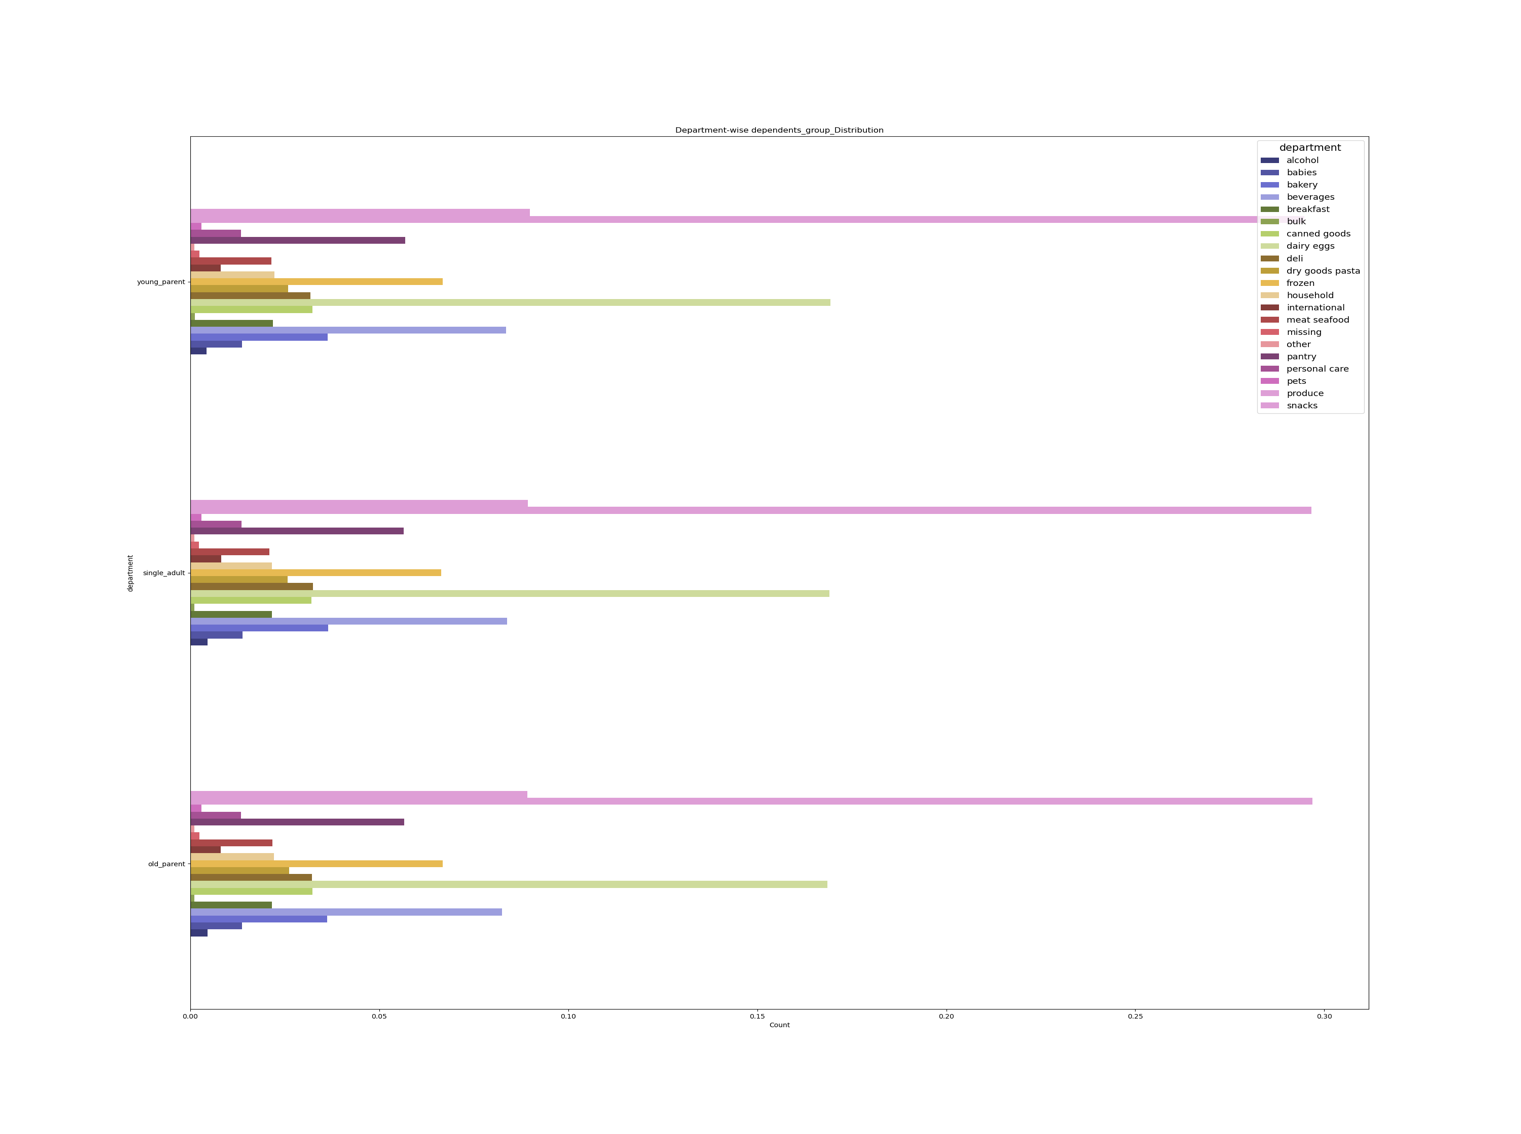 Department-wise dependents_group_Distribution
department
alcohol
babies
bakery
beverages
breakfast
bulk
canned goods
dairy eggs
deli
dry goods pasta
frozen
household
international
meat seafood
missing
other
pantry
personal care
pets
produce
snacks
young_parent
single_adult
old_parent
department
0.00 0.05 0.10 0.15 0.20 0.25 0.30
Count